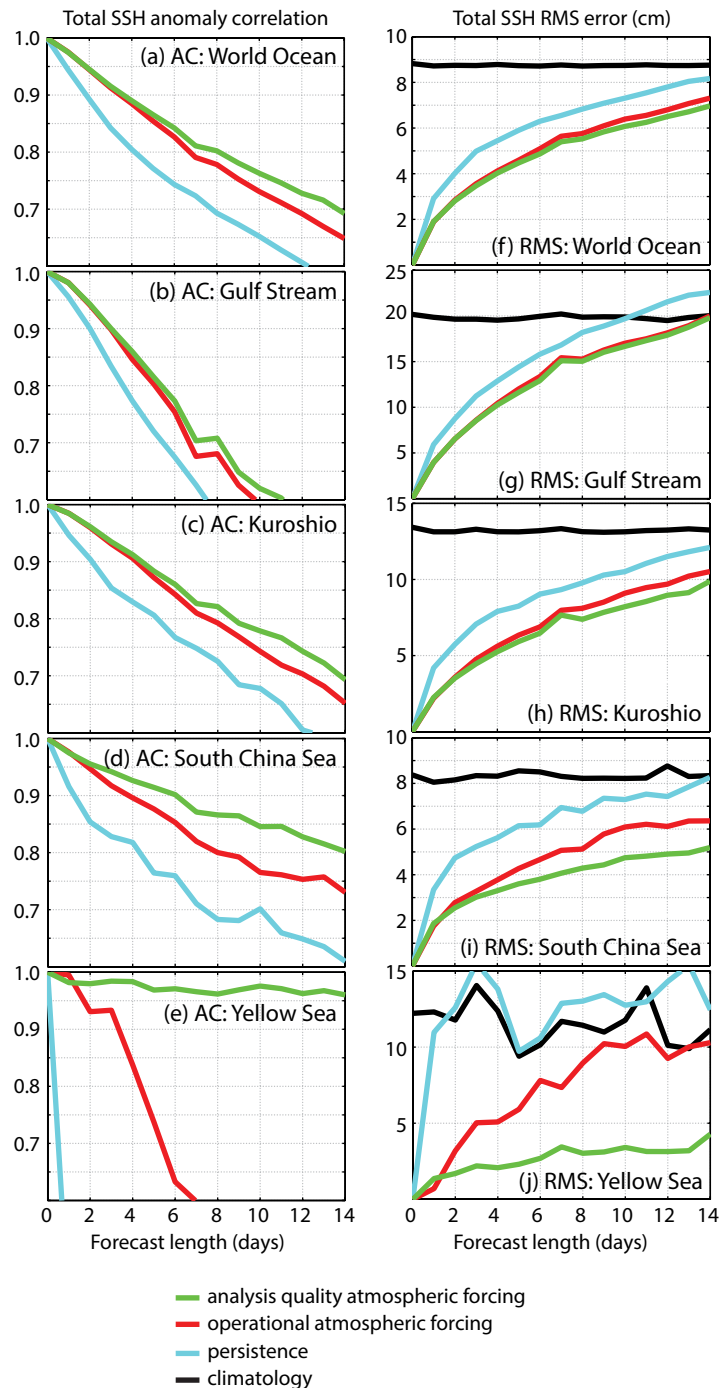 Total SSH anomaly correlation
1.0
(a) AC: World Ocean
0.9
0.8
0.7
1.0
(b) AC: Gulf Stream
0.9
0.8
0.7
1.0
(c) AC: Kuroshio
0.9
0.8
0.7
1.0
(d) AC: South China Sea
0.9
0.8
0.7
1.0
(e) AC: Yellow Sea
0.9
0.8
0.7
0 2 4 6 8 10 12 14
Forecast length (days)
Total SSH RMS error (cm)
10
8
6
4
2
(f) RMS: World Ocean
25
20
15
10
5
(g) RMS: Gulf Stream
15
10
5
(h) RMS: Kuroshio
10
8
6
4
2
(i) RMS: South China Sea
15
10
5
(j) RMS: Yellow Sea
0 2 4 6 8 10 12 14
Forecast length (days)
analysis quality atmospheric forcing
operational atmospheric forcing
persistence
climatology